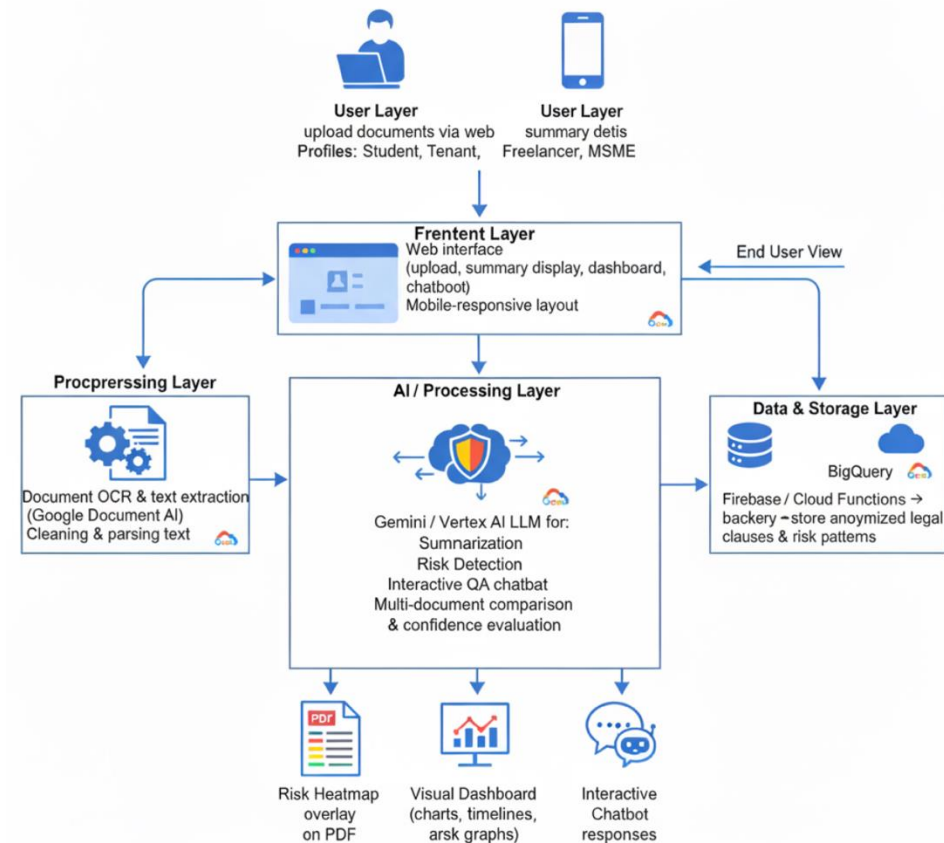 User Layer
upload documents via web
Profiles: Student, Tenant,
User Layer
summary detis
Freelancer, MSME
Frentent Layer
Web interface
(upload, summary display, dashboard,
chatboot)
Mobile-responsive layout
End User View
Procprerssing Layer
Document OCR & text extraction
(Google Document AI)
Cleaning & parsing text
AI / Processing Layer
Gemini / Vertex AI LLM for:
Sumnarization
Risk Detection
Interactive QA chatbat
Multi-document comparison
& confidence evaluation
Data & Storage Layer
BigQuery
Firebase / Cloud Functions →
backery →store anoymized legal
clauses & risk patterns
PDr
Risk Heatmap
overlay
on PDF
Visual Dashboard
(charts, timelines,
arsk graphs)
Interactive
Chatbot
responses